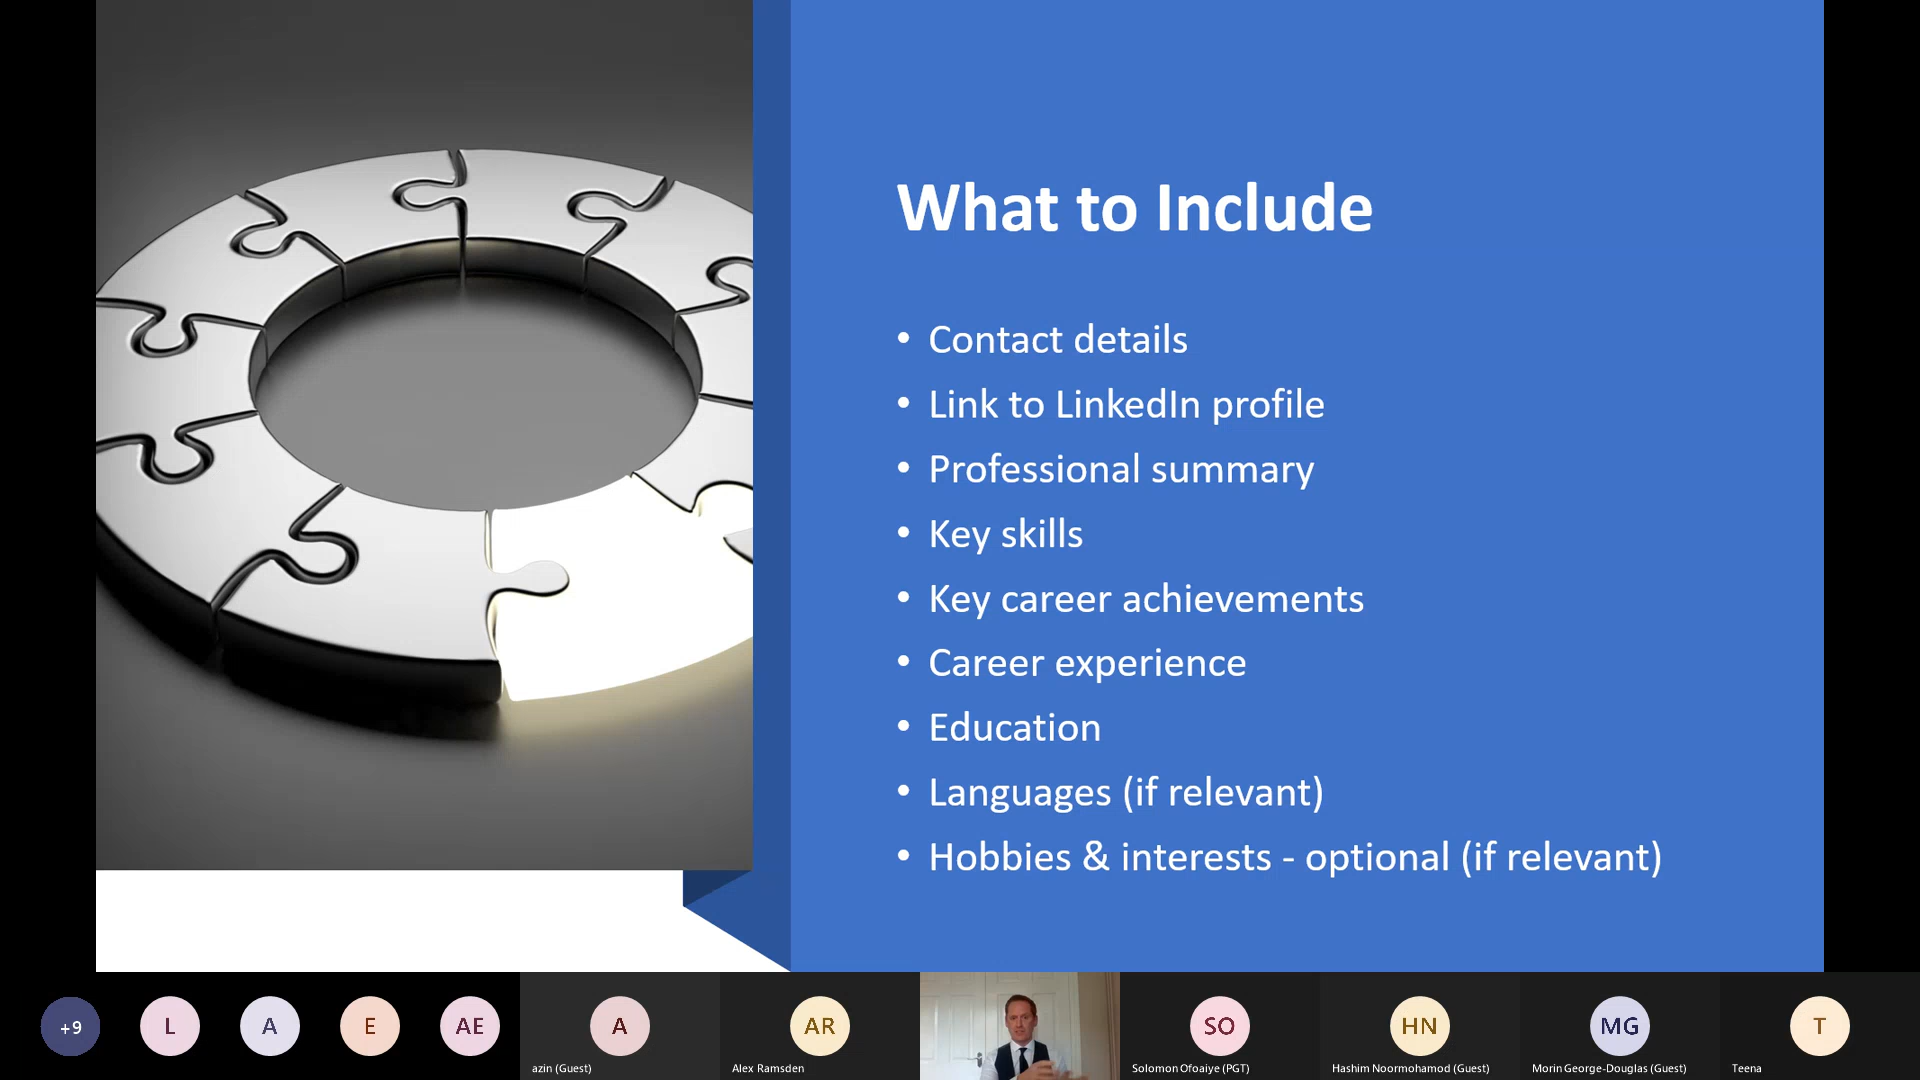 What to Include
• Contact details
• Link to LinkedIn profile
• Professional summary
• Key skills
• Key career achievements
• Career experience
• Education
• Languages (if relevant)
• Hobbies & interests - optional (if relevant)
+9
L
A
E
AE
A
AR
SO
HN
MG
T
azin (Guest)
Alex Ramsden
Solomon Ofoaiye (PGT)
Hashim Noormohamod (Guest)
Morin George-Douglas (Guest)
Teena